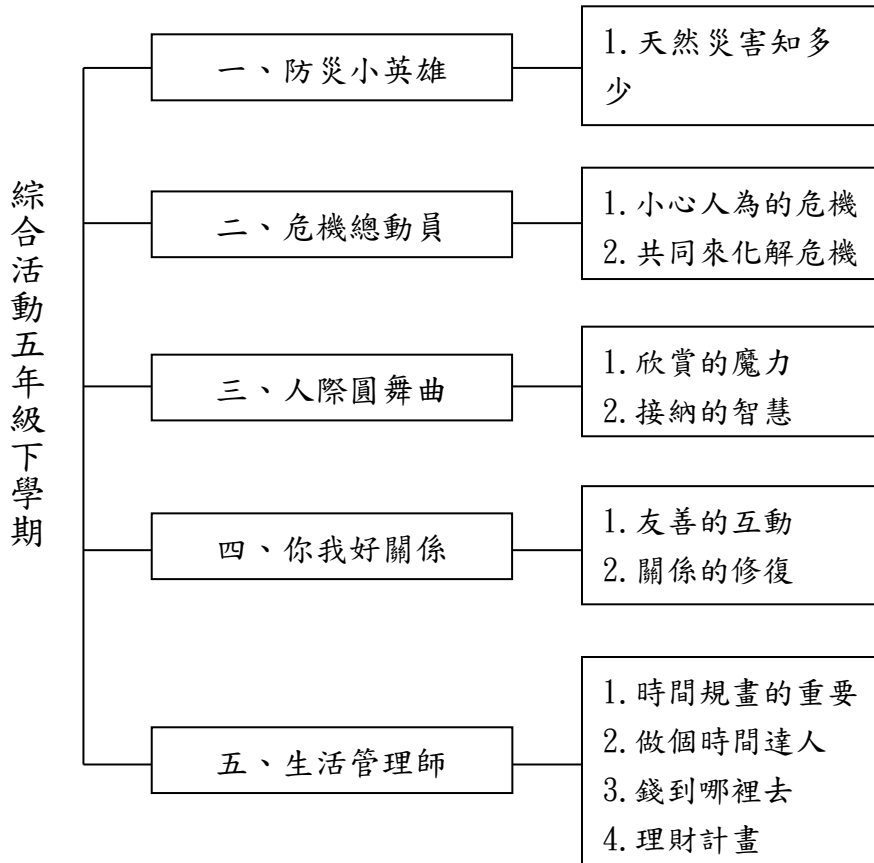 綜合活動五年級下學期
一、防災小英雄
1.天然災害知多
少
二、危機總動員
1.小心人為的危機
2.共同來化解危機
三、人際圓舞曲
1.欣賞的魔力
2.接納的智慧
四、你我好關係
1.友善的互動
2.關係的修復
五、生活管理師
1.時間規畫的重要
2.做個時間達人
3.錢到哪裡去
4.理財計畫